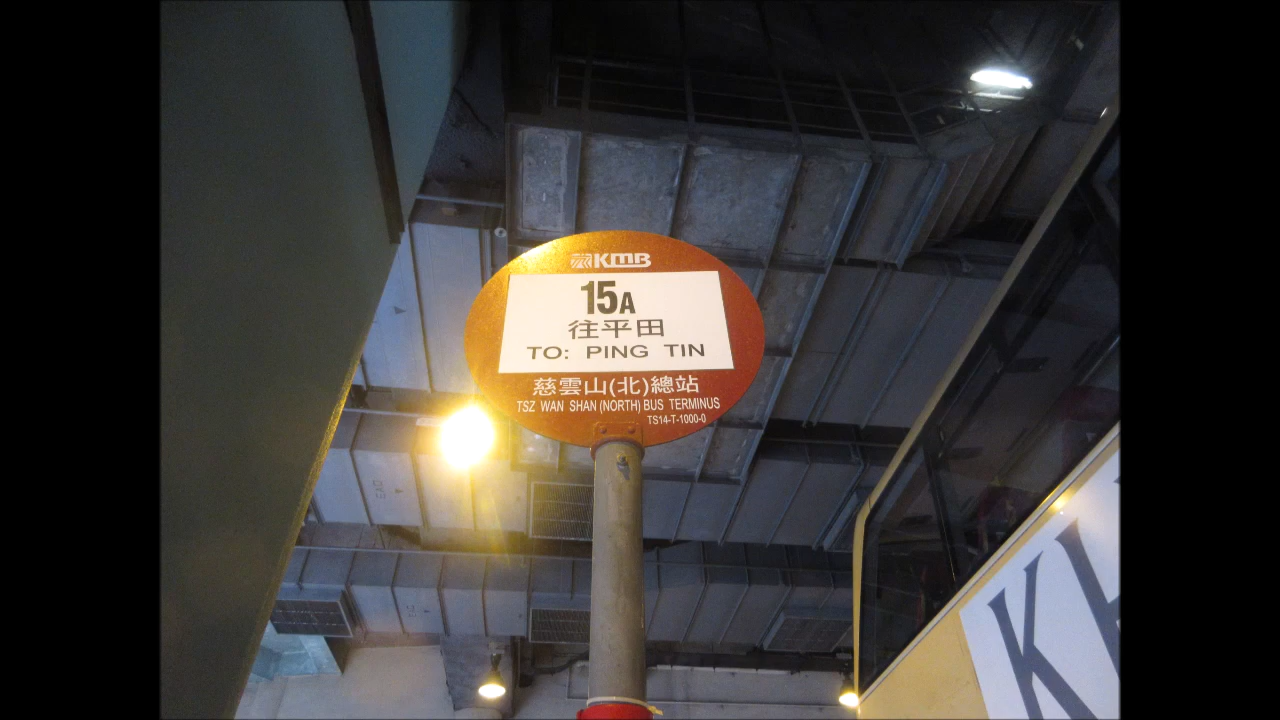 KMB
15A
往平田
TO: PING TIN
慈雲山(北)總站
TSZ WAN SHAN (NORTH) BUS TERMINUS
TS14-T-1000-0
EAD